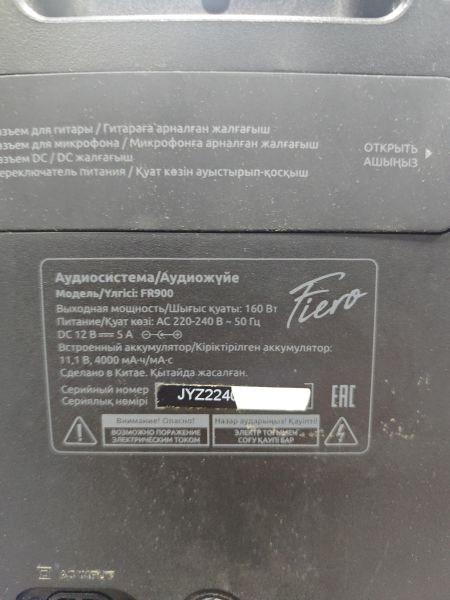 азъем для гитары / Гитараға арналған жалғағыш
азъем для микрофона / Микрофонға арналған жалғағыш
азъем DC / DC жалғағыш
ереключатель питания / Қуат көзін ауыстырып-қосқыш
ОТКРЫТЬ
АШЫҢЫЗ
Аудиосистема/Аудиожүйе
Модель/Үлгісі: FR900
Fiero
Выходная мощность/Шығыс қуаты: 160 Вт
Питание/Қуат көзі: AC 220-240 В ~ 50 Гц
DC 12 В 5 А
Встроенный аккумулятор/Кіріктірілген аккумулятор:
11,1 В, 4000 мА·ч/мА·с
Сделано в Китае. Қытайда жасалған.
Серийный номер
Сериялық нөмірі
JYZ224
EAC
Внимание! Опасно!
ВОЗМОЖНО ПОРАЖЕНИЕ
ЭЛЕКТРИЧЕСКИМ ТОКОМ
Назар аударыңыз! Қауіпті!
ЭЛЕКТР ТОГЫМЕН
СОҒУ ҚАУПІ БАР
AC INPUT